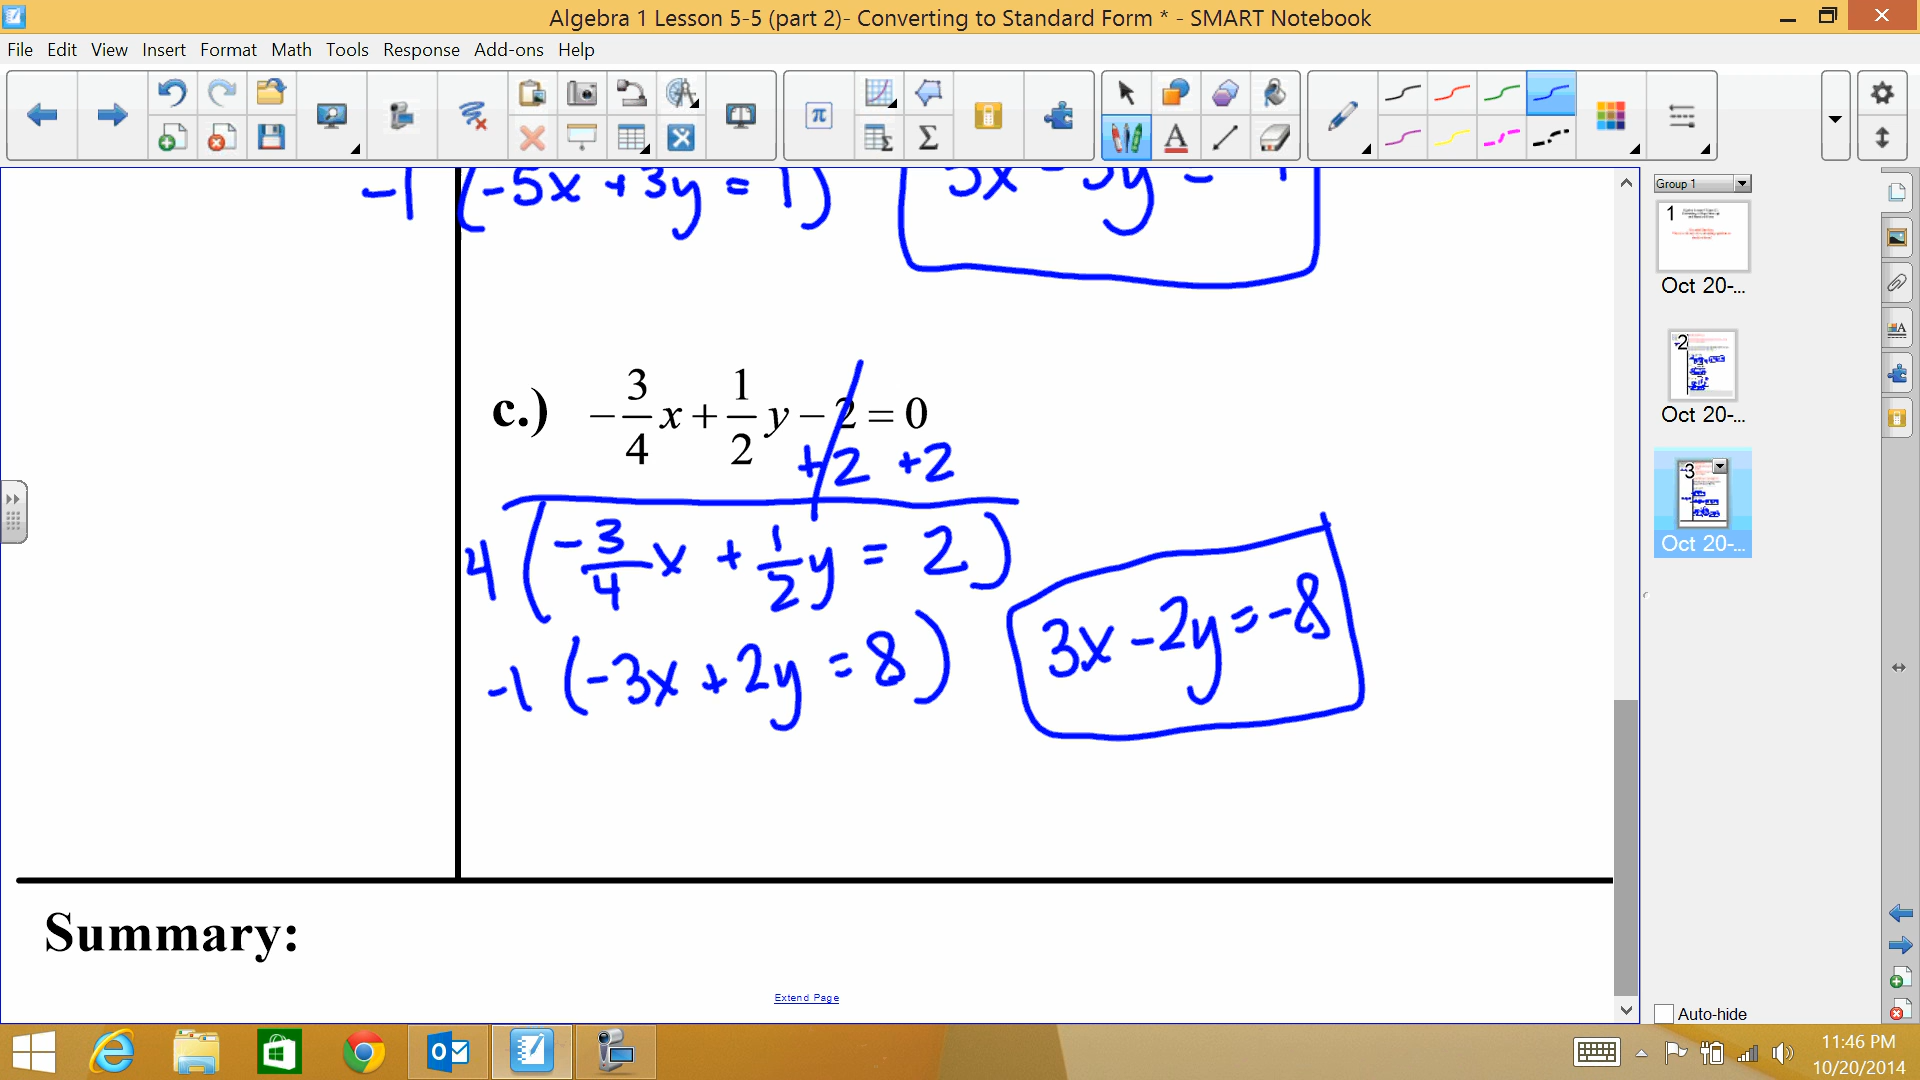 Algebra 1 Lesson 5-5 (part 2)- Converting to Standard Form * - SMART Notebook
File Edit View Insert Format Math Tools Response Add-ons Help
-1 (-5x + 3y = 1)
c.) -3/4 x + 1/2 y - 2 = 0
+2 +2
4 ( -3/4 x + 1/2 y = 2 )
-1 ( -3x + 2y = 8 )
3x - 2y = -8
Summary:
Extend Page
Group 1
1
Oct 20-...
2
Oct 20-...
3
Oct 20-...
Auto-hide
11:46 PM
10/20/2014